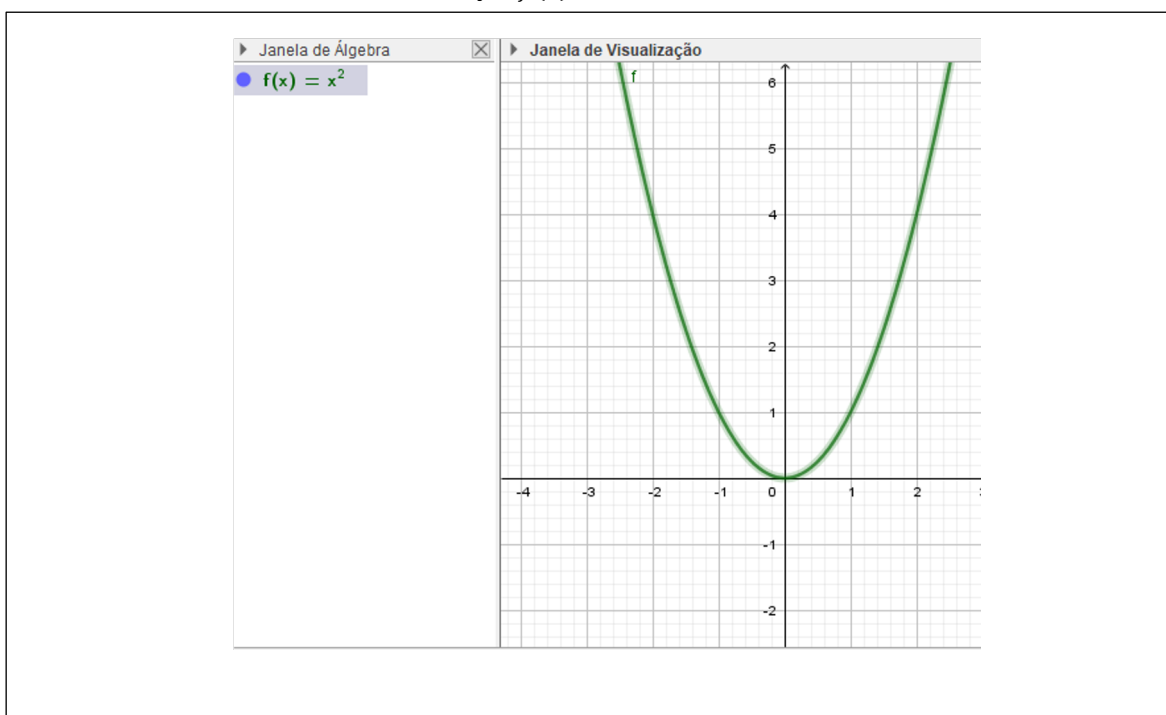 Janela de Álgebra
Janela de Visualização
f(x) = x²
f
6
5
4
3
2
1
-4 -3 -2 -1 0 1 2
-1
-2